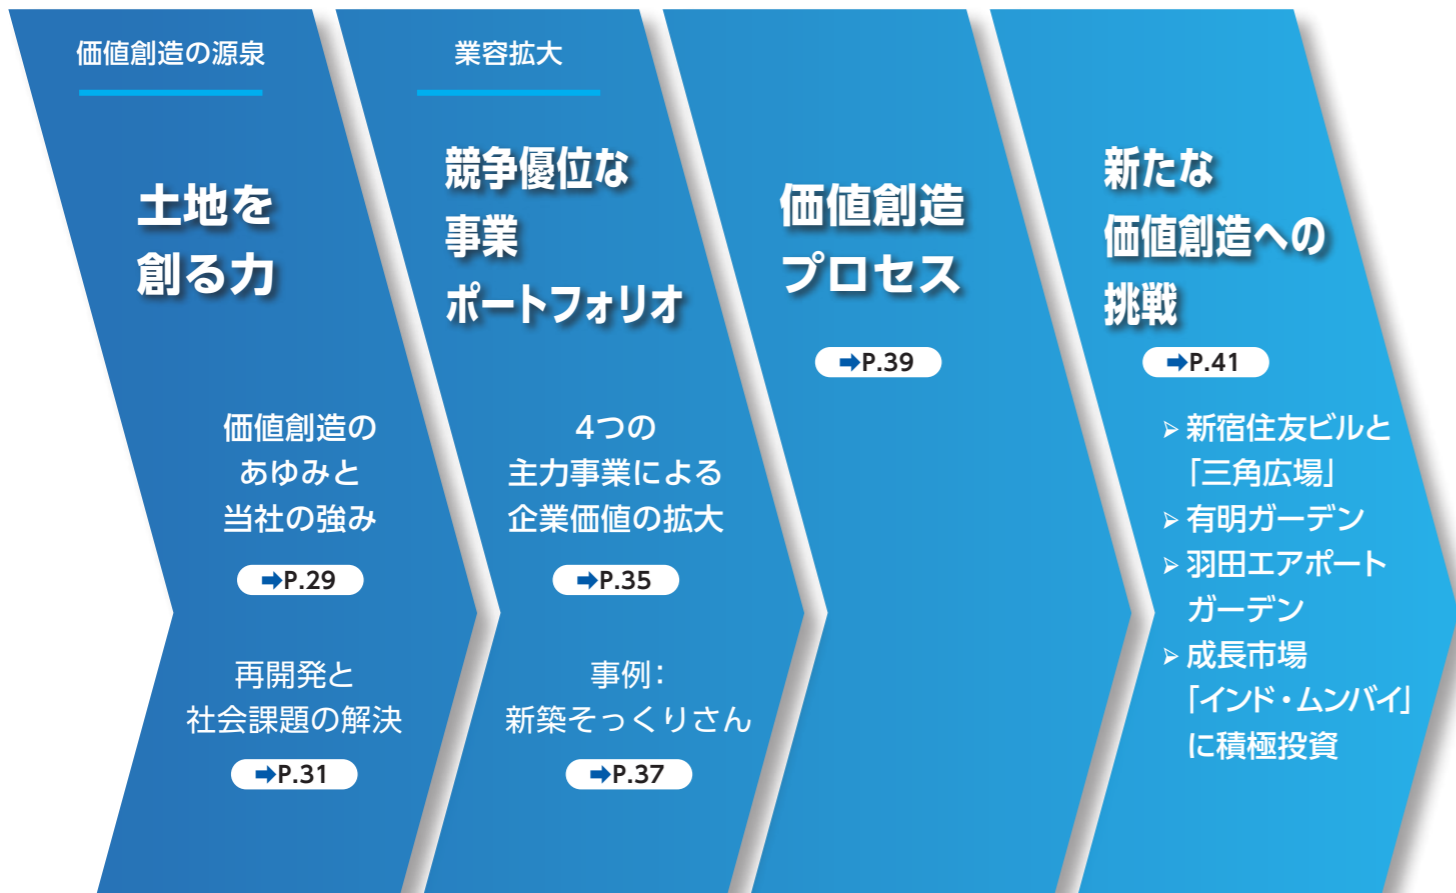 価値創造の源泉
土地を
創る力
価値創造の
あゆみと
当社の強み
➡P.29
再開発と
社会課題の解決
➡P.31
業容拡大
競争優位な
事業
ポートフォリオ
4つの
主力事業による
企業価値の拡大
➡P.35
事例：
新築そっくりさん
➡P.37
価値創造
プロセス
➡P.39
新たな
価値創造への
挑戦
➡P.41
➢ 新宿住友ビルと
「三角広場」
➢ 有明ガーデン
➢ 羽田エアポート
ガーデン
➢ 成長市場
「インド・ムンバイ」
に積極投資